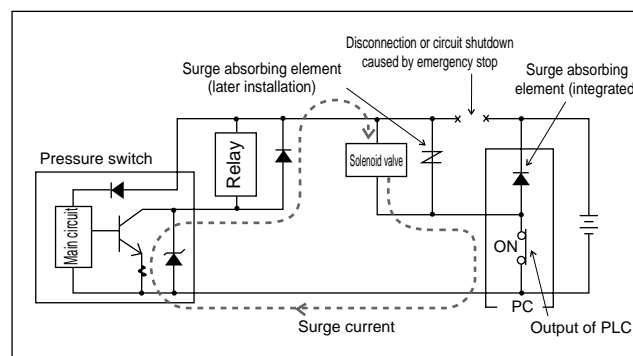 Disconnection or circuit shutdown
caused by emergency stop
Surge absorbing element
(later installation)
Surge absorbing
element (integrated)
Pressure switch
Main circuit
Relay
Solenoid valve
ON
PC
Output of PLC
Surge current